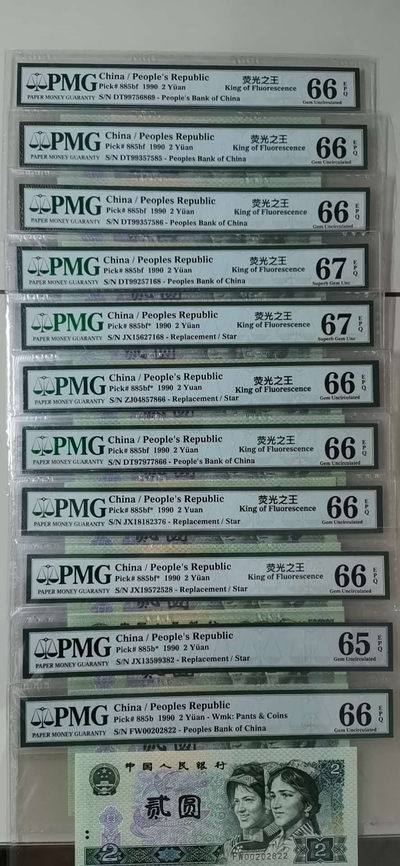 PMG
PAPER MONEY GUARANTY
China / People's Republic
Pick# 885bf 1990 2 Yüan
S/N DT99756869 - People's Bank of China
荧光之王
King of Fluorescence
66 EPQ
Gem Uncirculated
PMG
PAPER MONEY GUARANTY
China / Peoples Republic
Pick# 885bf 1990 2 Yüan
S/N DT99357585 - Peoples Bank of China
荧光之王
King of Fluorescence
66 EPQ
Gem Uncirculated
PMG
PAPER MONEY GUARANTY
China / Peoples Republic
Pick# 885bf 1990 2 Yüan
S/N DT99357586 - Peoples Bank of China
荧光之王
King of Fluorescence
66 EPQ
Gem Uncirculated
PMG
PAPER MONEY GUARANTY
China / Peoples Republic
Pick# 885bf 1990 2 Yüan
S/N DT99257168 - Peoples Bank of China
荧光之王
King of Fluorescence
67 EPQ
Superb Gem Unc
PMG
PAPER MONEY GUARANTY
China / Peoples Republic
Pick# 885bf* 1990 2 Yüan
S/N JX15627168 - Replacement / Star
荧光之王
King of Fluorescence
67 EPQ
Superb Gem Unc
PMG
PAPER MONEY GUARANTY
China / People's Republic
Pick# 885bf* 1990 2 Yuan
S/N ZJ04857866 - Replacement / Star
荧光之王
King of Fluorescence
66 EPQ
Gem Uncirculated
PMG
PAPER MONEY GUARANTY
China / People's Republic
Pick# 885bf 1990 2 Yüan
S/N DT97977866 - People's Bank of China
荧光之王
King of Fluorescence
66 EPQ
Gem Uncirculated
PMG
PAPER MONEY GUARANTY
China / People's Republic
Pick# 885bf* 1990 2 Yuan
S/N JX18182376 - Replacement / Star
荧光之王
King of Fluorescence
66 EPQ
Gem Uncirculated
PMG
PAPER MONEY GUARANTY
China / People's Republic
Pick# 885bf* 1990 2 Yüan
S/N JX19572528 - Replacement / Star
荧光之王
King of Fluorescence
66 EPQ
Gem Uncirculated
PMG
PAPER MONEY GUARANTY
China / People's Republic
Pick# 885b* 1990 2 Yüan
S/N JX13599382 - Replacement / Star
65 EPQ
Gem Uncirculated
PMG
PAPER MONEY GUARANTY
China / Peoples Republic
Pick# 885b 1990 2 Yüan - Wmk: Pants & Coins
S/N FW00202822 - Peoples Bank of China
66 EPQ
Gem Uncirculated
中国人民银行
2
贰圆
FW00202822
2
2